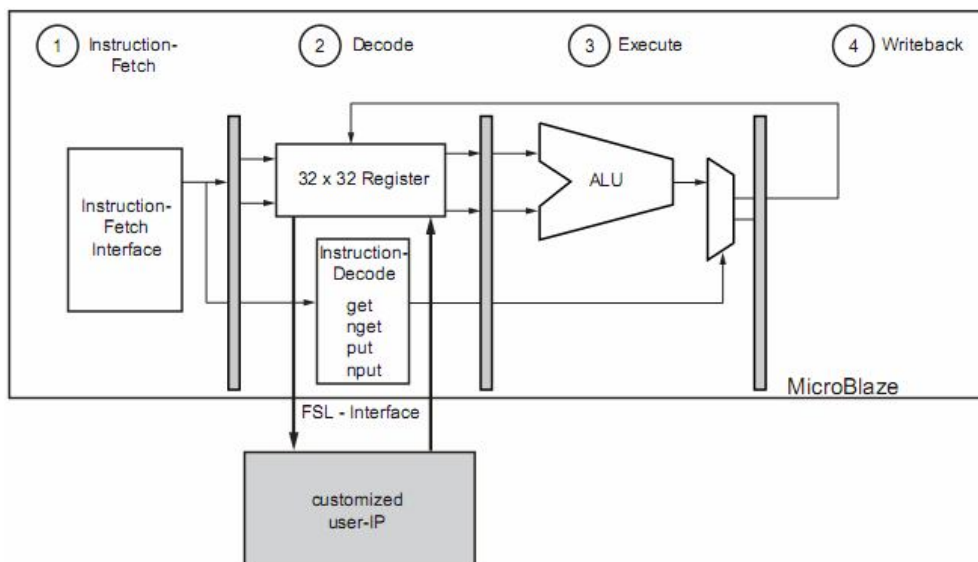 1 Instruction-
Fetch
2 Decode
3 Execute
4 Writeback
32 x 32 Register
ALU
Instruction-
Fetch
Interface
Instruction-
Decode
get
nget
put
nput
MicroBlaze
FSL - Interface
customized
user-IP